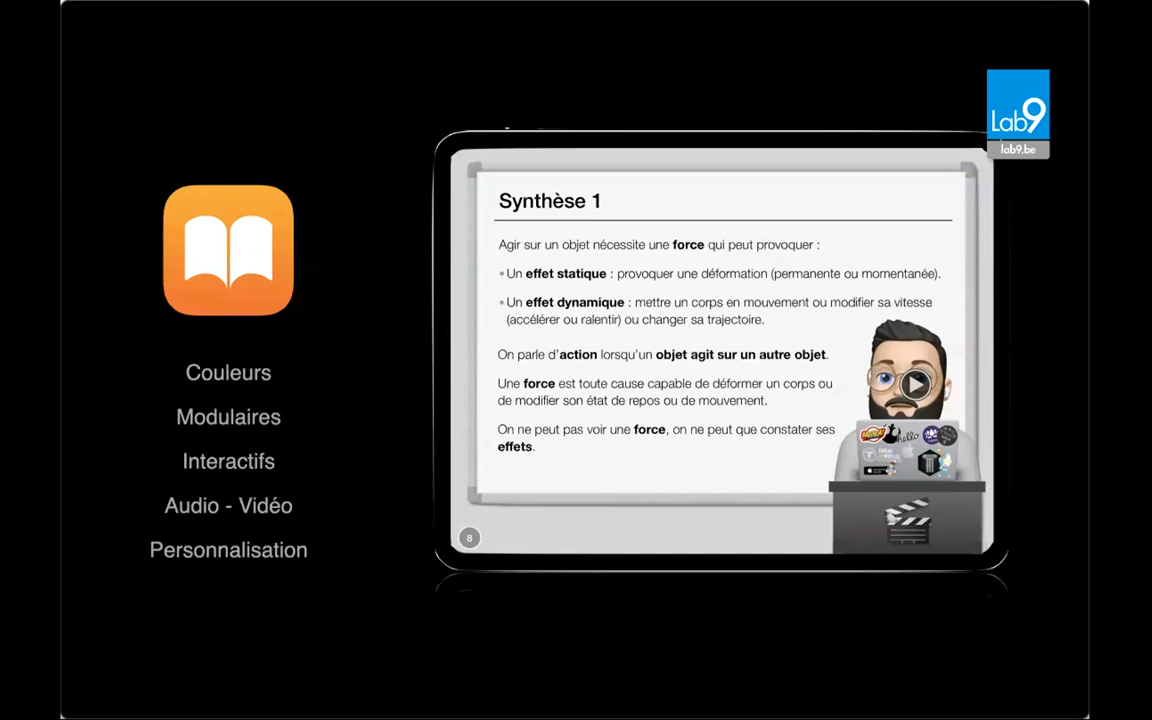 Lab9
lab9.be
Couleurs
Modulaires
Interactifs
Audio - Vidéo
Personnalisation
Synthèse 1
Agir sur un objet nécessite une force qui peut provoquer :
• Un effet statique : provoquer une déformation (permanente ou momentanée).
• Un effet dynamique : mettre un corps en mouvement ou modifier sa vitesse
(accélérer ou ralentir) ou changer sa trajectoire.
On parle d’action lorsqu’un objet agit sur un autre objet.
Une force est toute cause capable de déformer un corps ou
de modifier son état de repos ou de mouvement.
On ne peut pas voir une force, on ne peut que constater ses
effets.
hello
8